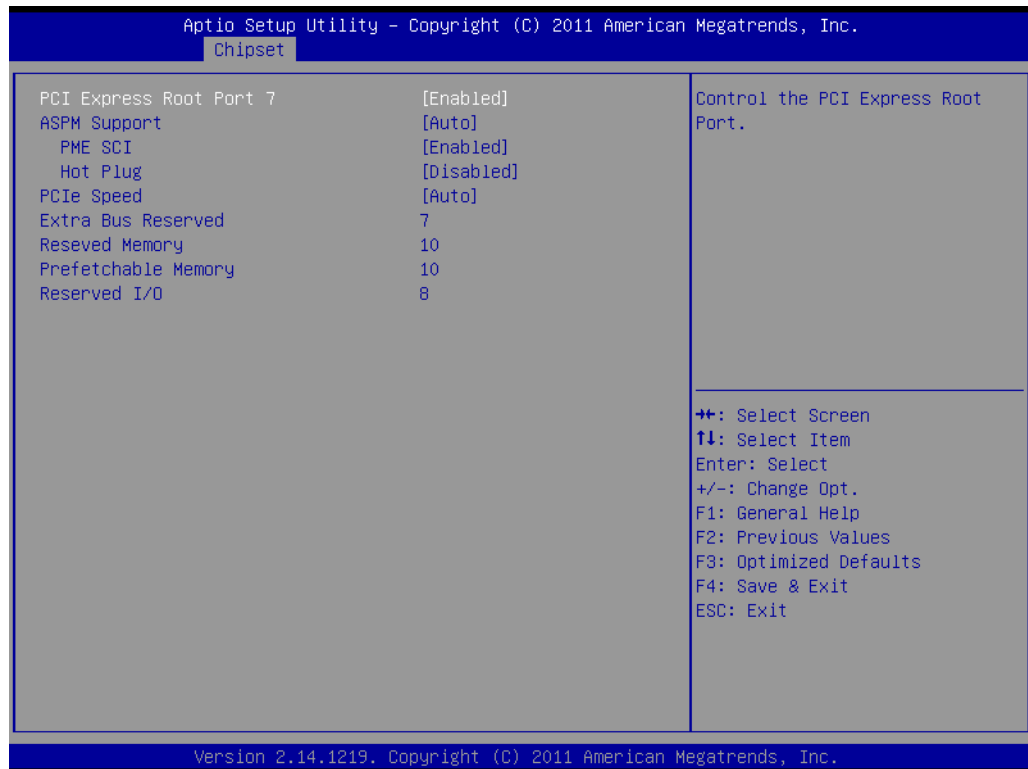 Aptio Setup Utility – Copyright (C) 2011 American Megatrends, Inc.
Chipset
PCI Express Root Port 7 [Enabled]
ASPM Support [Auto]
PME SCI [Enabled]
Hot Plug [Disabled]
PCIe Speed [Auto]
Extra Bus Reserved 7
Reseved Memory 10
Prefetchable Memory 10
Reserved I/O 8
Control the PCI Express Root
Port.
→←: Select Screen
↑↓: Select Item
Enter: Select
+/-: Change Opt.
F1: General Help
F2: Previous Values
F3: Optimized Defaults
F4: Save & Exit
ESC: Exit
Version 2.14.1219. Copyright (C) 2011 American Megatrends, Inc.